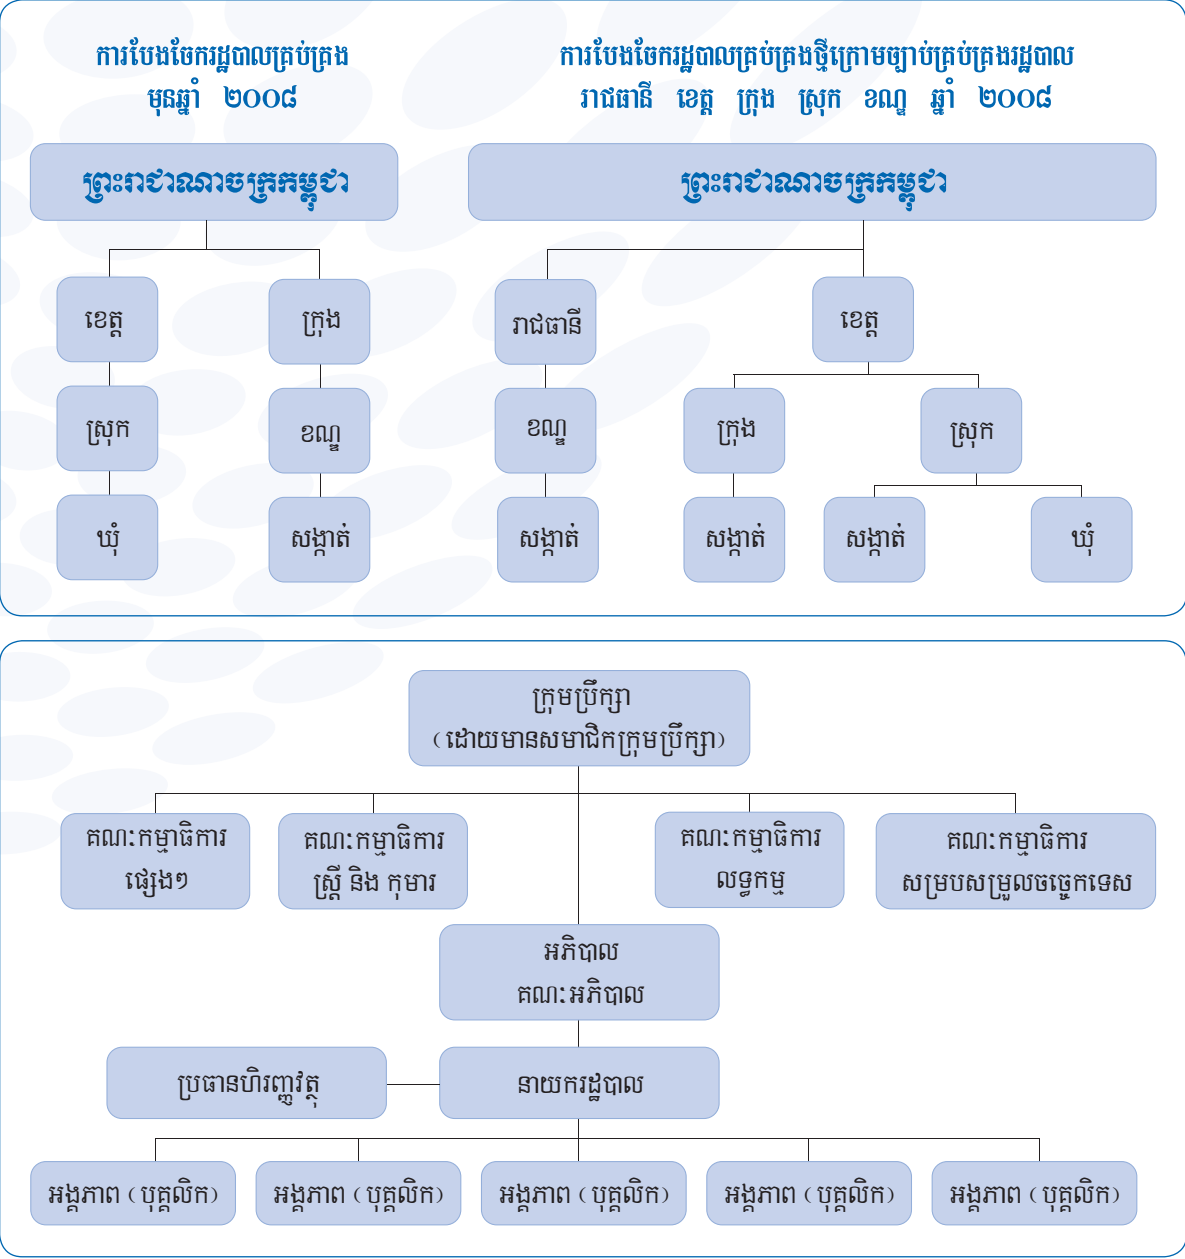 ការបែងចែករដ្ឋបាលគ្រប់គ្រង
មុនឆ្នាំ ២០០៨
ព្រះរាជាណាចក្រកម្ពុជា
ខេត្ត
ក្រុង
ស្រុក
ខណ្ឌ
ឃុំ
សង្កាត់
ការបែងចែករដ្ឋបាលគ្រប់គ្រងថ្មីក្រោមច្បាប់គ្រប់គ្រងរដ្ឋបាល
រាជធានី ខេត្ត ក្រុង ស្រុក ខណ្ឌ ឆ្នាំ ២០០៨
ព្រះរាជាណាចក្រកម្ពុជា
រាជធានី
ខេត្ត
ខណ្ឌ
ក្រុង
ស្រុក
សង្កាត់
សង្កាត់
សង្កាត់
ឃុំ
ក្រុមប្រឹក្សា
(ដោយមានសមាជិកក្រុមប្រឹក្សា)
គណៈកម្មាធិការ
ផ្សេងៗ
គណៈកម្មាធិការ
ស្ត្រី និង កុមារ
គណៈកម្មាធិការ
លទ្ធកម្ម
គណៈកម្មាធិការ
សម្របសម្រួលចច្ចេកទេស
អភិបាល
គណៈអភិបាល
ប្រធានហិរញ្ញវត្ថុ
នាយករដ្ឋបាល
អង្គភាព (បុគ្គលិក)
អង្គភាព (បុគ្គលិក)
អង្គភាព (បុគ្គលិក)
អង្គភាព (បុគ្គលិក)
អង្គភាព (បុគ្គលិក)